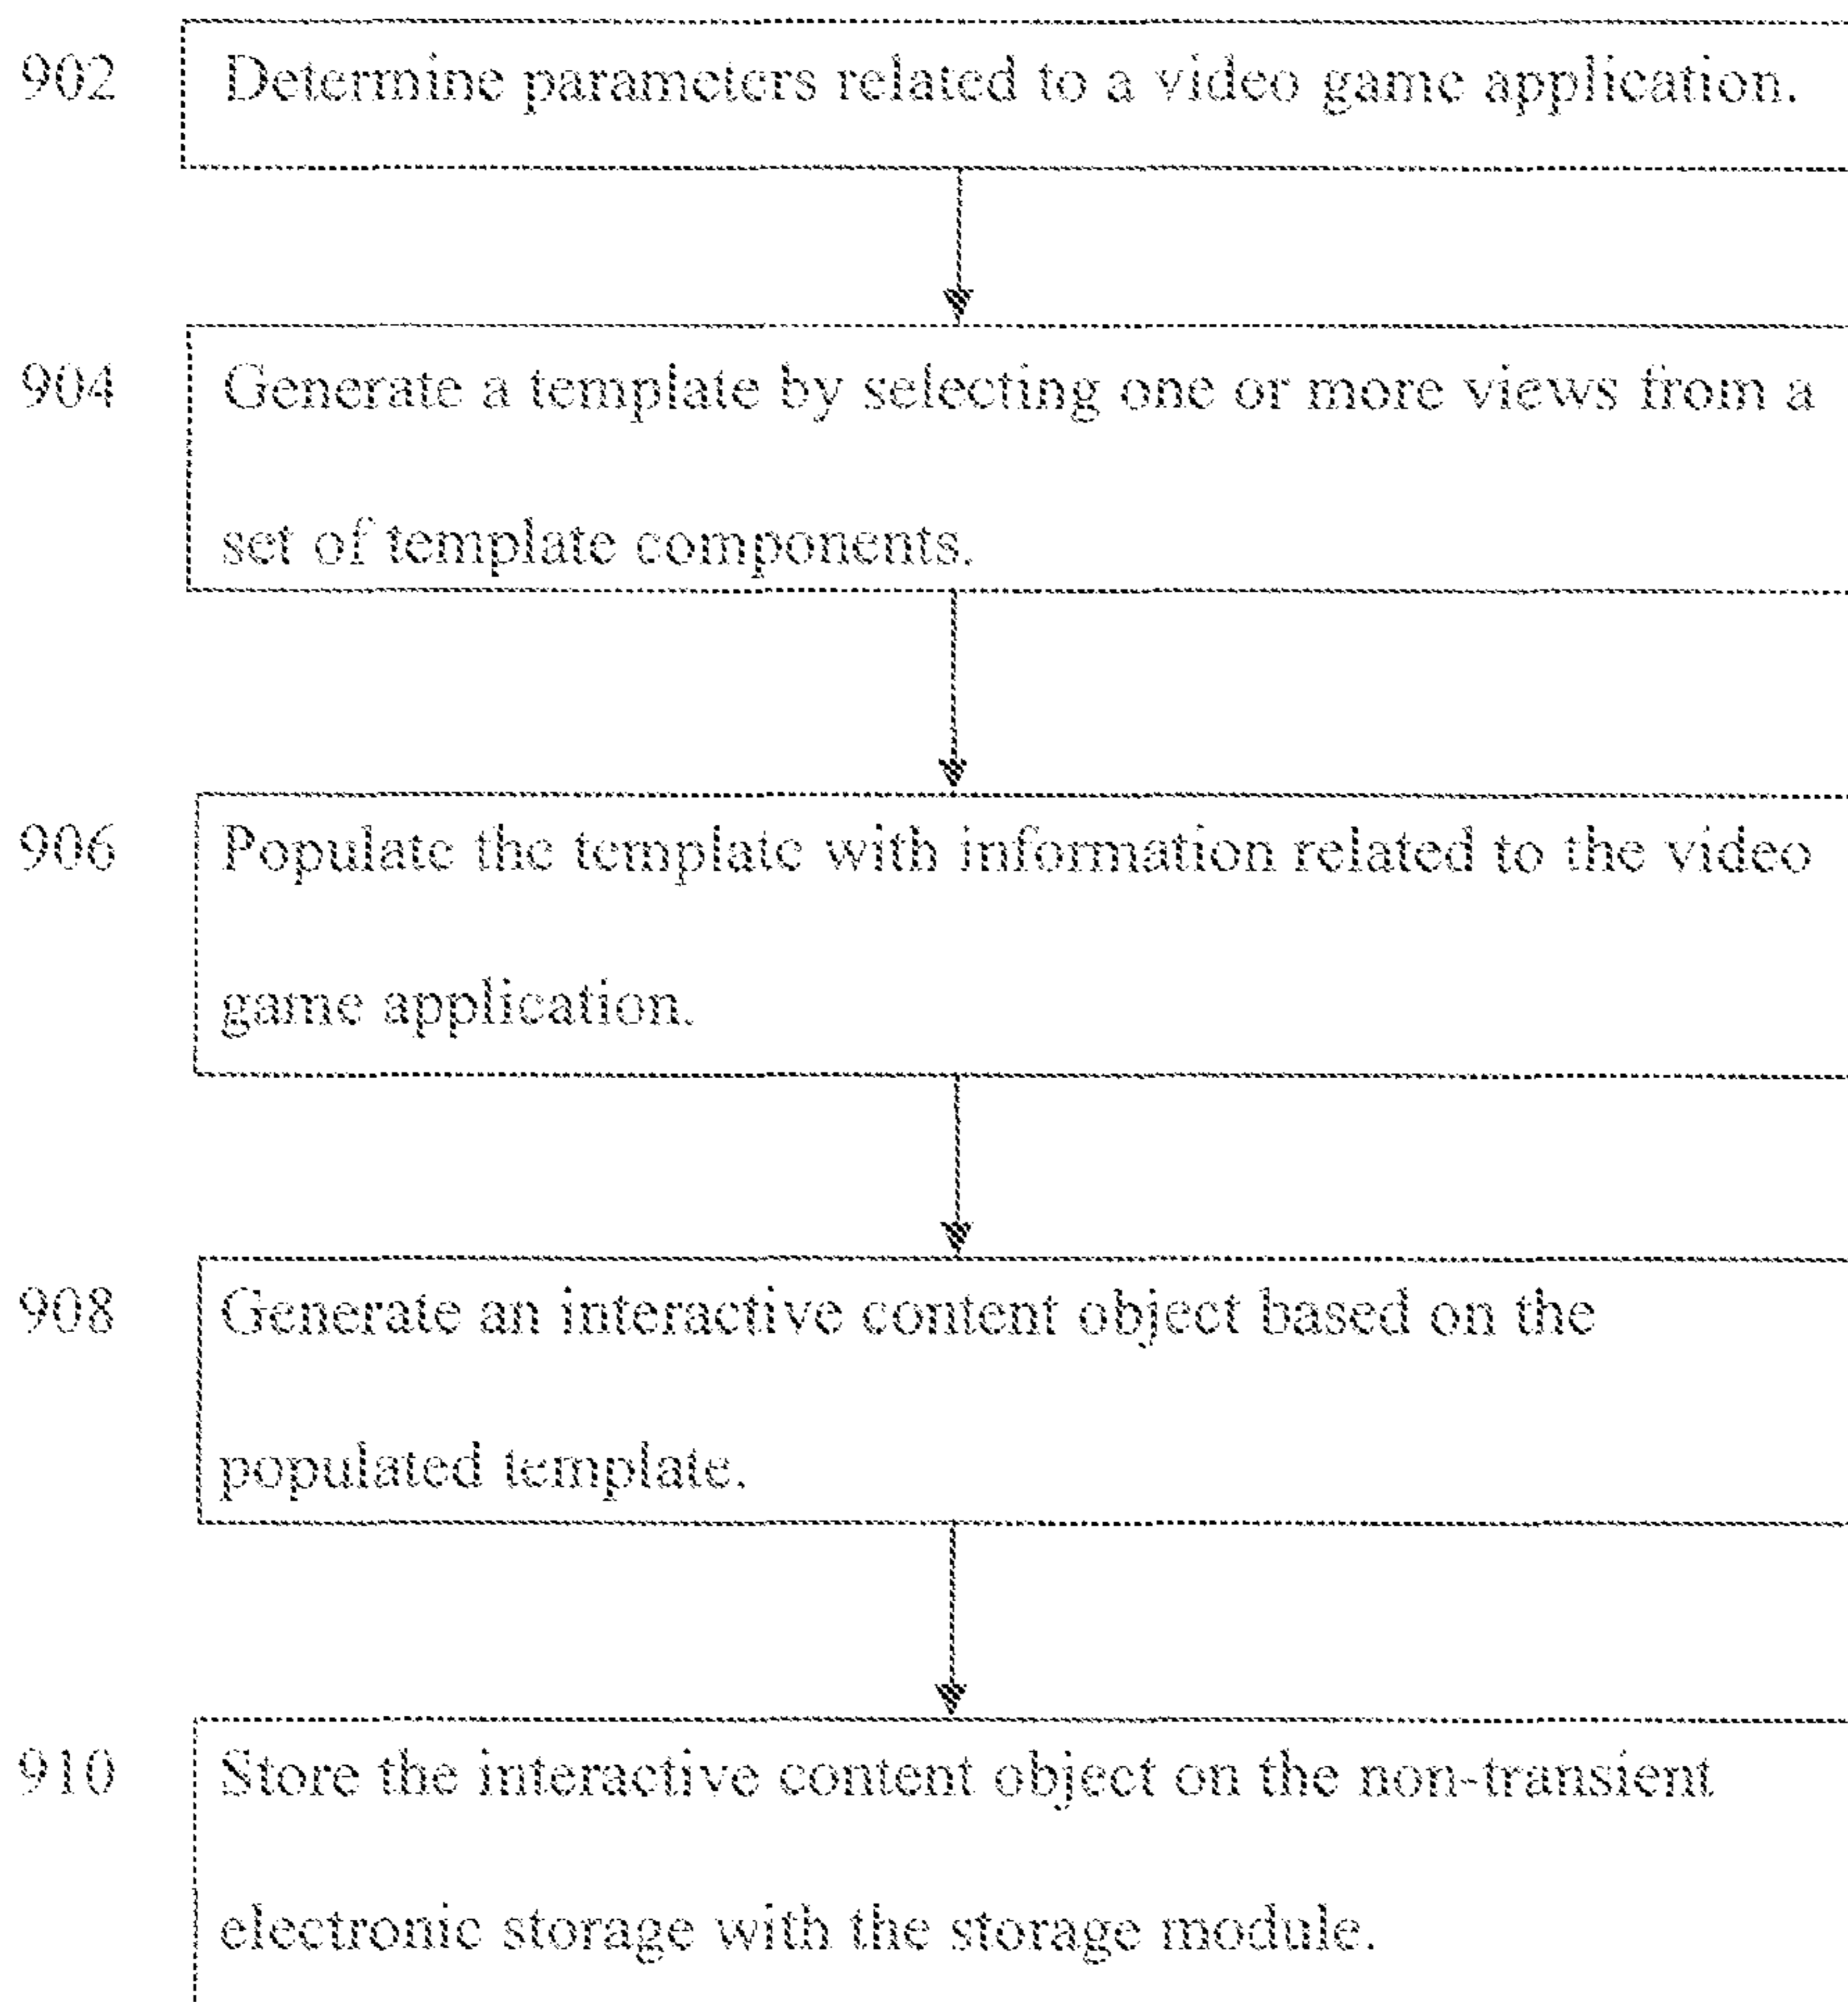 902 Determine parameters related to a video game application.
904 Generate a template by selecting one or more views from a
set of template components.
906 Populate the template with information related to the video
game application.
908 Generate an interactive content object based on the
populated template.
910 Store the interactive content object on the non-transient
electronic storage with the storage module.